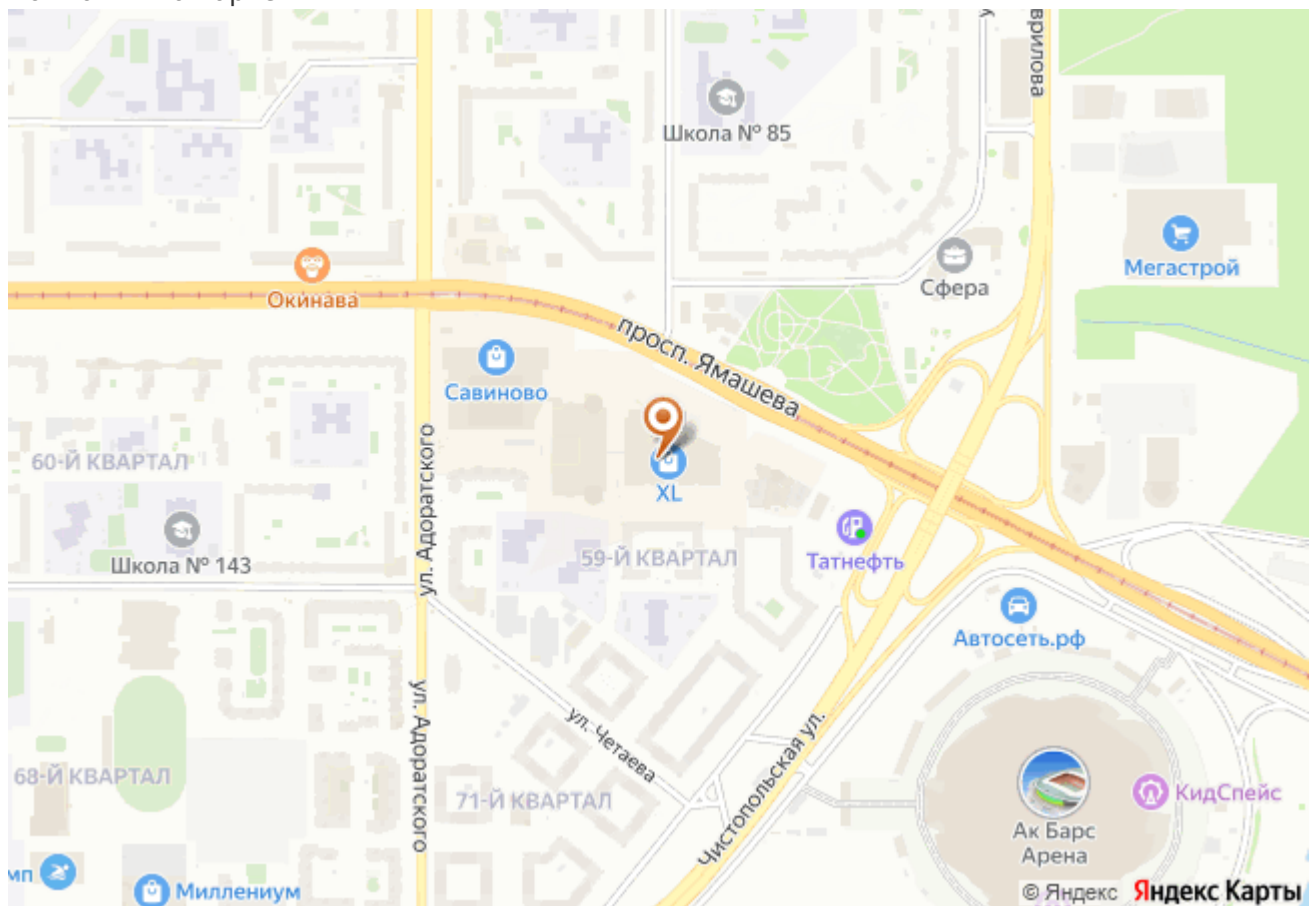 врилова
Школа № 85
Мегастрой
Сфера
Окинава
просп. Ямашева
Савиново
60-Й КВАРТАЛ
ул. Адоратского
XL
Школа № 143
59-Й КВАРТАЛ
Татнефть
Автосеть.рф
ул. Адоратского
ул. Четаева
Чистопольская ул.
68-Й КВАРТАЛ
71-Й КВАРТАЛ
КидСпейс
Ак Барс
Арена
мп
Миллениум
© Яндекс Яндекс Карты